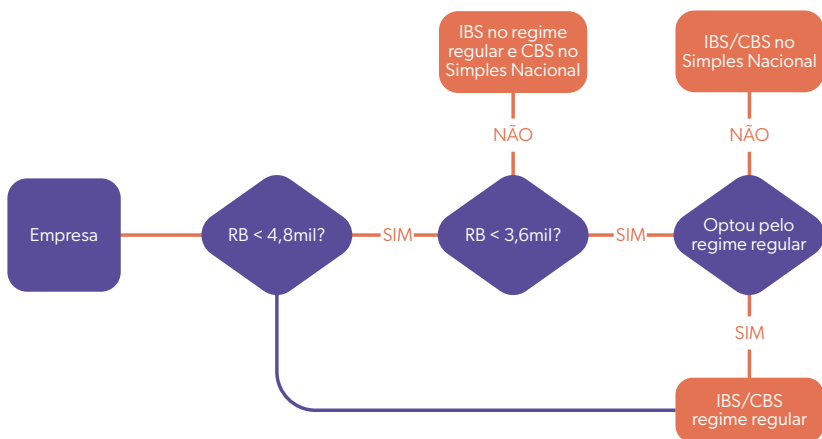 IBS no regime
regular e CBS no
Simples Nacional
IBS/CBS no
Simples Nacional
NÃO
NÃO
Empresa
RB < 4,8mil?
SIM
RB < 3,6mil?
SIM
Optou pelo
regime regular
SIM
IBS/CBS
regime regular